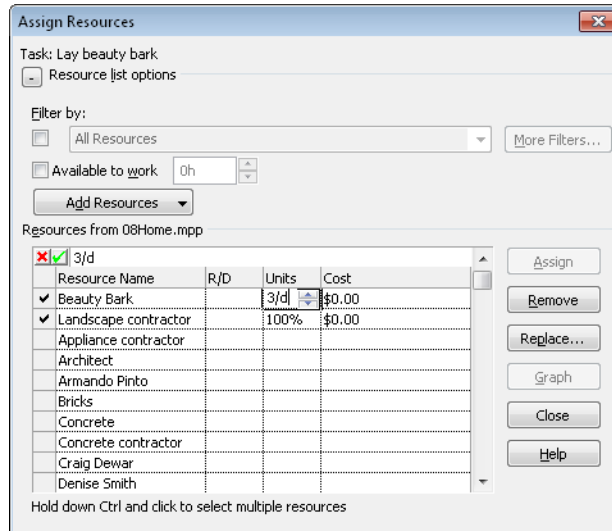 Assign Resources
Task: Lay beauty bark
- Resource list options
Filter by:
All Resources More Filters...
Available to work 0h
Add Resources
Resources from 08Home.mpp
3/d Assign
Resource Name R/D Units Cost
Beauty Bark 3/d $0.00 Remove
Landscape contractor 100% $0.00
Appliance contractor Replace...
Architect
Armando Pinto Graph
Bricks
Concrete Close
Concrete contractor
Craig Dewar Help
Denise Smith
Hold down Ctrl and click to select multiple resources